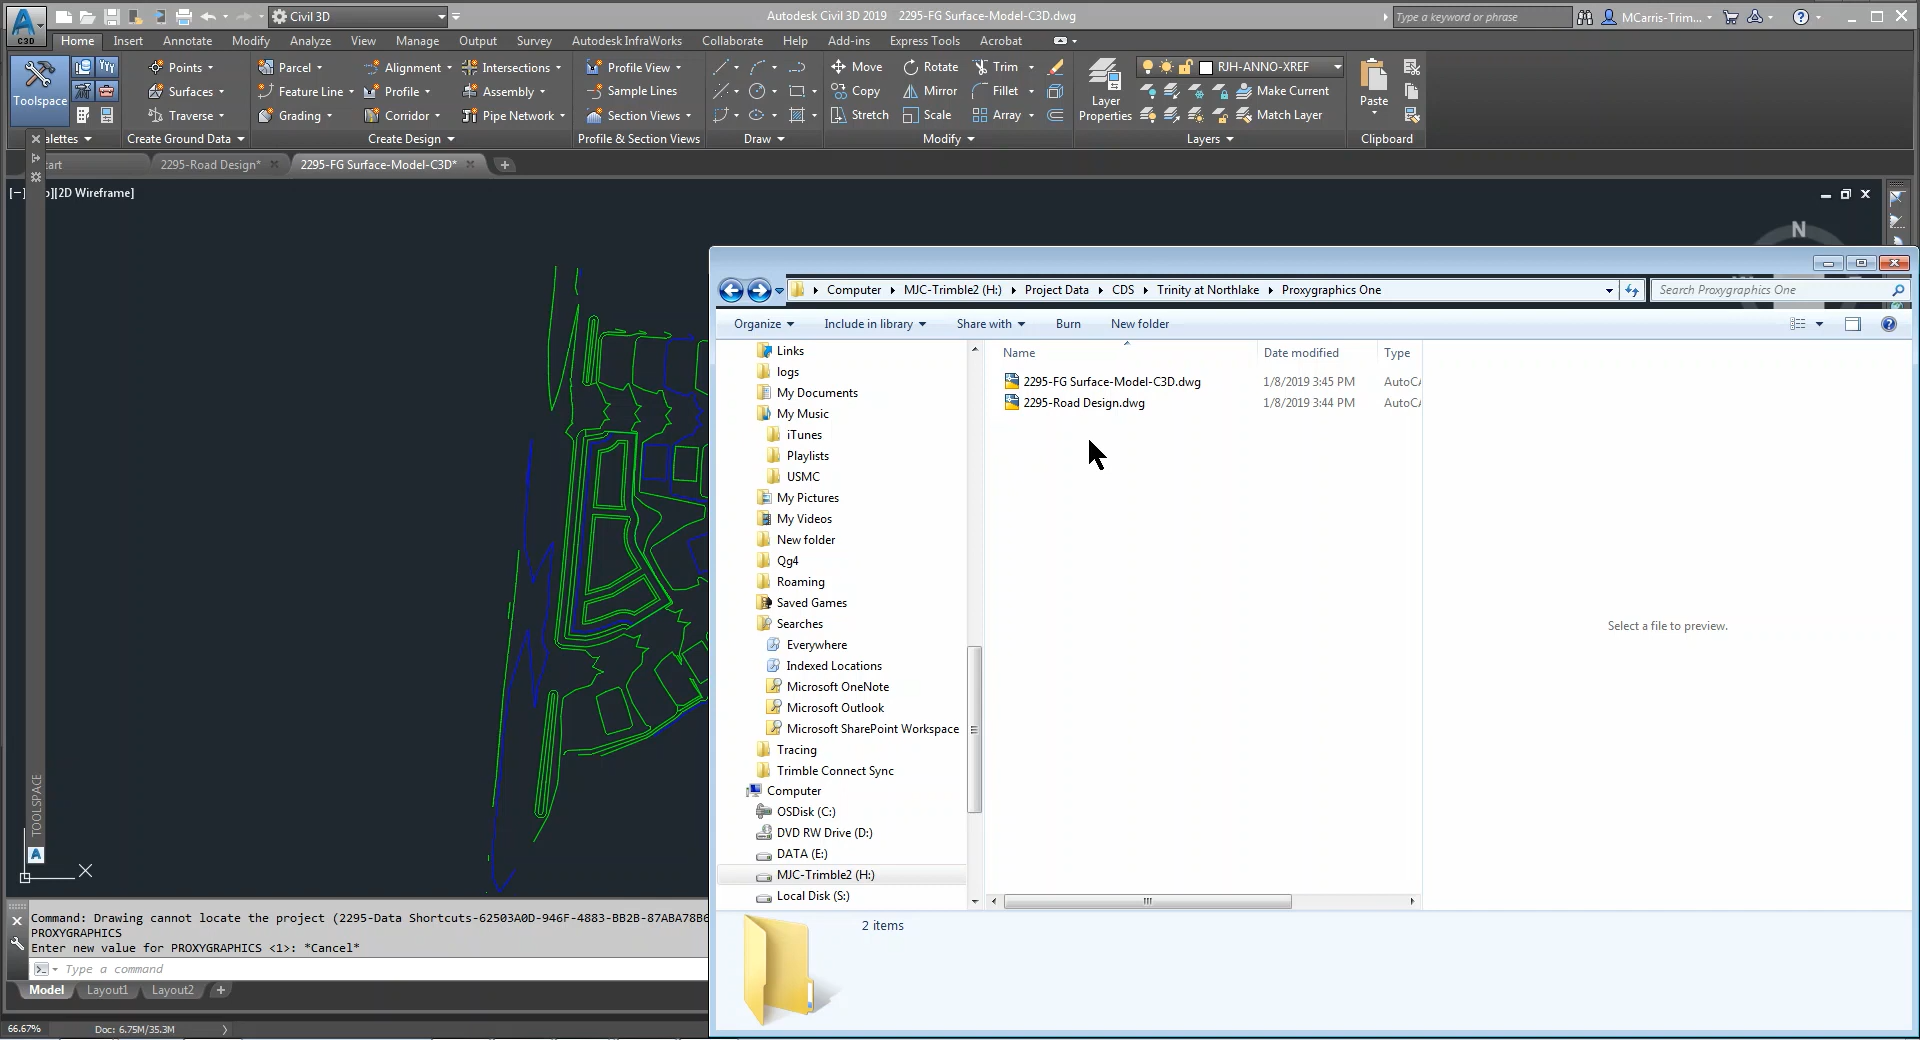 Civil 3D
Autodesk Civil 3D 2019    2295-FG Surface-Model-C3D.dwg
Type a keyword or phrase
MCarris-Trim...
C3D
Home Insert Annotate Modify Analyze View Manage Output Survey Autodesk InfraWorks Collaborate Help Add-ins Express Tools Acrobat
Points Parcel Alignment Intersections Profile View Move Rotate Trim RJH-ANNO-XREF
Surfaces Feature Line Profile Assembly Sample Lines Copy Mirror Fillet Make Current
Toolspace Layer Properties Paste
Traverse Grading Corridor Pipe Network Section Views Stretch Scale Array Match Layer
alettes Create Ground Data Create Design Profile & Section Views Draw Modify Layers Clipboard
art 2295-Road Design* 2295-FG Surface-Model-C3D*
[−] p][2D Wireframe]
N
Computer MJC-Trimble2 (H:) Project Data CDS Trinity at Northlake Proxygraphics One
Search Proxygraphics One
Organize Include in library Share with Burn New folder
Links
logs
My Documents
My Music
iTunes
Playlists
USMC
My Pictures
My Videos
New folder
Qg4
Roaming
Saved Games
Searches
Everywhere
Indexed Locations
Microsoft OneNote
Microsoft Outlook
Microsoft SharePoint Workspace
Tracing
Trimble Connect Sync
Computer
OSDisk (C:)
DVD RW Drive (D:)
DATA (E:)
MJC-Trimble2 (H:)
Local Disk (S:)
Name Date modified Type
2295-FG Surface-Model-C3D.dwg 1/8/2019 3:45 PM AutoCA
2295-Road Design.dwg 1/8/2019 3:44 PM AutoCA
Select a file to preview.
2 items
TOOLSPACE
Command: Drawing cannot locate the project (2295-Data Shortcuts-62503A0D-946F-4883-BB2B-87ABA78B6
PROXYGRAPHICS
Enter new value for PROXYGRAPHICS <1>: *Cancel*
Type a command
Model Layout1 Layout2
66.67% Doc: 6.75M/35.3M